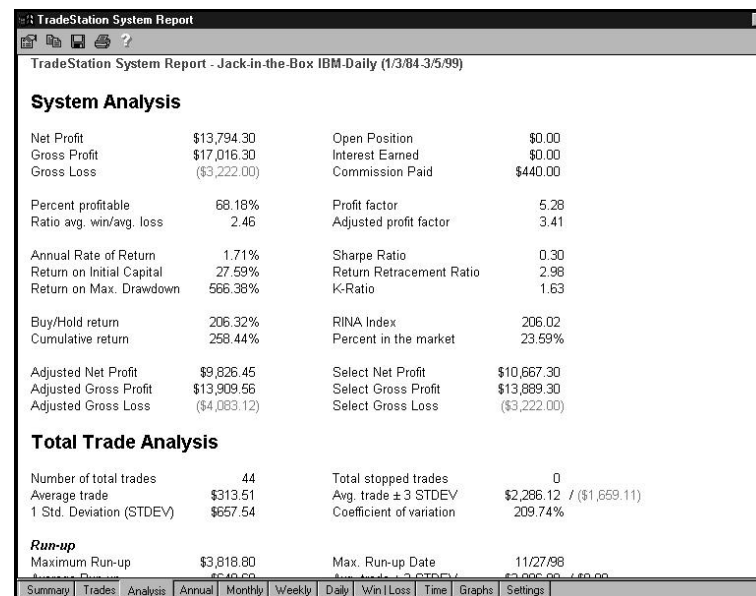 TradeStation System Report
TradeStation System Report - Jack-in-the-Box IBM-Daily (1/3/84-3/5/99)
System Analysis
Net Profit $13,794.30 Open Position $0.00
Gross Profit $17,016.30 Interest Earned $0.00
Gross Loss ($3,222.00) Commission Paid $440.00
Percent profitable 68.18% Profit factor 5.28
Ratio avg. win/avg. loss 2.46 Adjusted profit factor 3.41
Annual Rate of Return 1.71% Sharpe Ratio 0.30
Return on Initial Capital 27.59% Return Retracement Ratio 2.98
Return on Max. Drawdown 566.38% K-Ratio 1.63
Buy/Hold return 206.32% RINA Index 206.02
Cumulative return 258.44% Percent in the market 23.59%
Adjusted Net Profit $9,826.45 Select Net Profit $10,667.30
Adjusted Gross Profit $13,909.56 Select Gross Profit $13,889.30
Adjusted Gross Loss ($4,083.12) Select Gross Loss ($3,222.00)
Total Trade Analysis
Number of total trades 44 Total stopped trades 0
Average trade $313.51 Avg. trade ± 3 STDEV $2,286.12 / ($1,659.11)
1 Std. Deviation (STDEV) $657.54 Coefficient of variation 209.74%
Run-up
Maximum Run-up $3,818.80 Max. Run-up Date 11/27/98
Summary Trades Analysis Annual Monthly Weekly Daily Win | Loss Time Graphs Settings